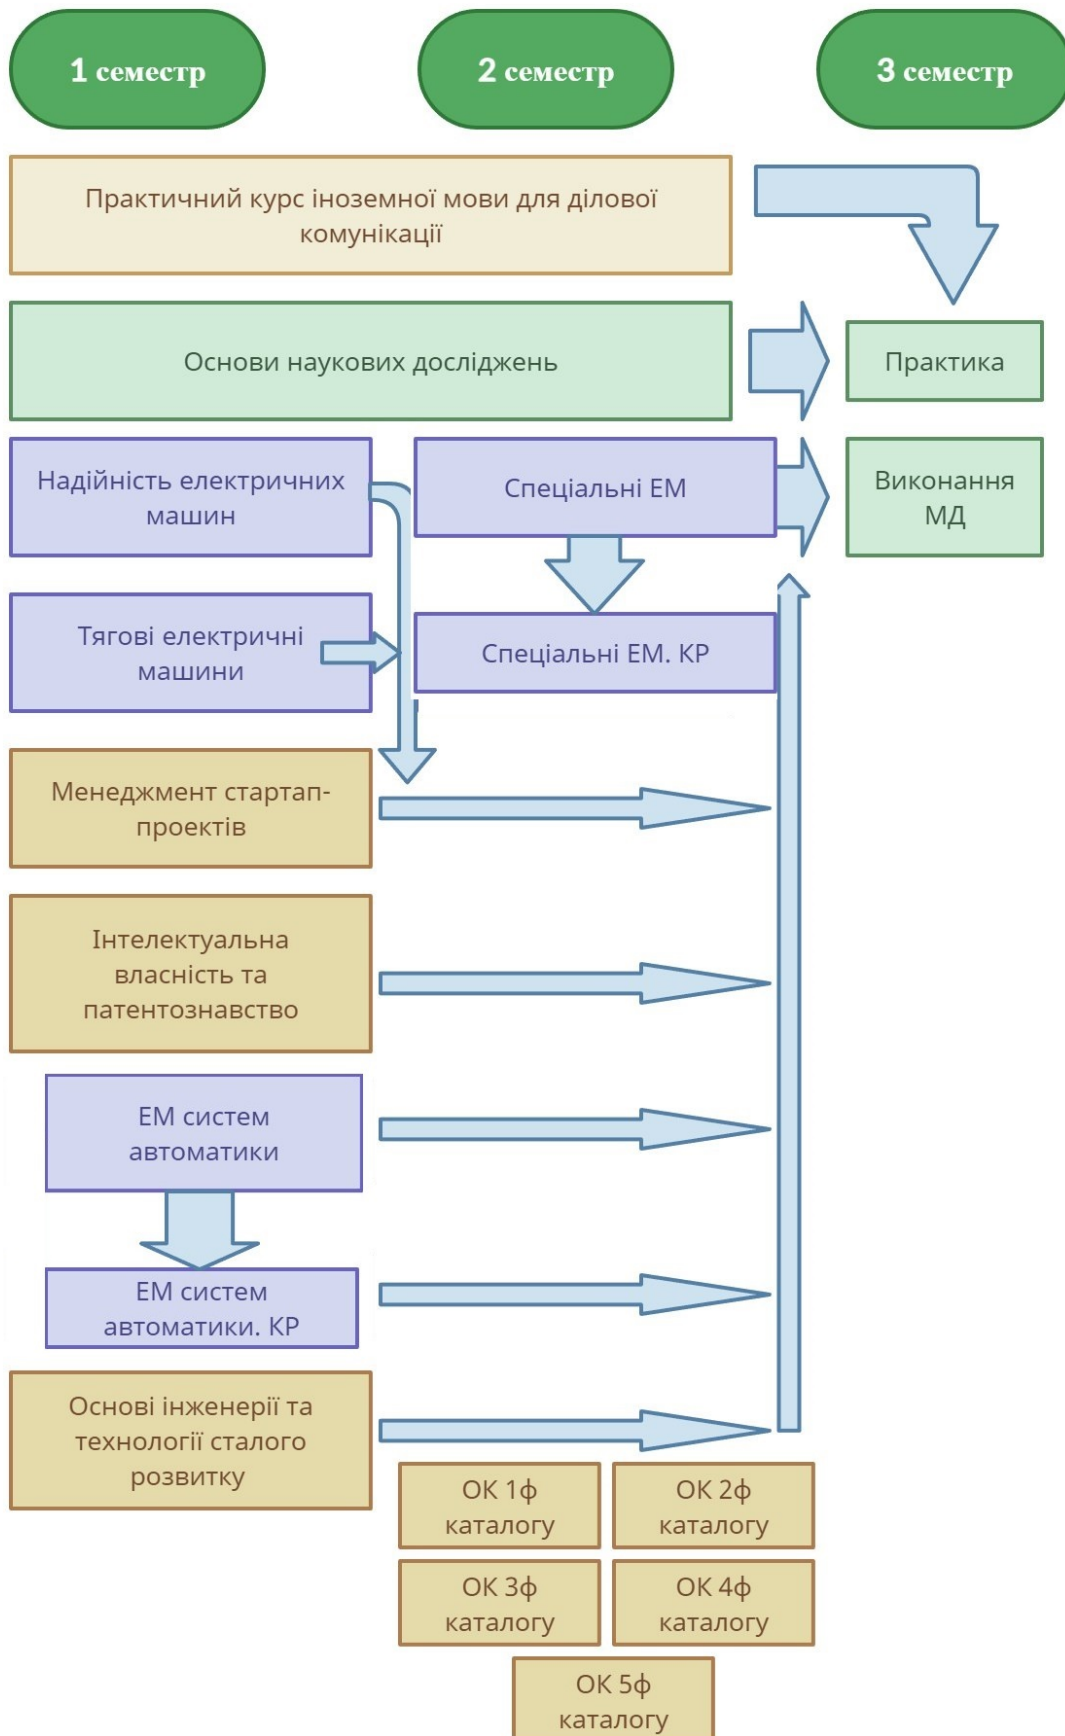 1 семестр
2 семестр
3 семестр
Практичний курс іноземної мови для ділової
комунікації
Основи наукових досліджень
Практика
Надійність електричних
машин
Спеціальні ЕМ
Виконання
МД
Тягові електричні
машини
Спеціальні ЕМ. КР
Менеджмент стартап-
проектів
Інтелектуальна
власність та
патентознавство
ЕМ систем
автоматики
ЕМ систем
автоматики. КР
Основі інженерії та
технології сталого
розвитку
ОК 1ф
каталогу
ОК 2ф
каталогу
ОК 3ф
каталогу
ОК 4ф
каталогу
ОК 5ф
каталогу